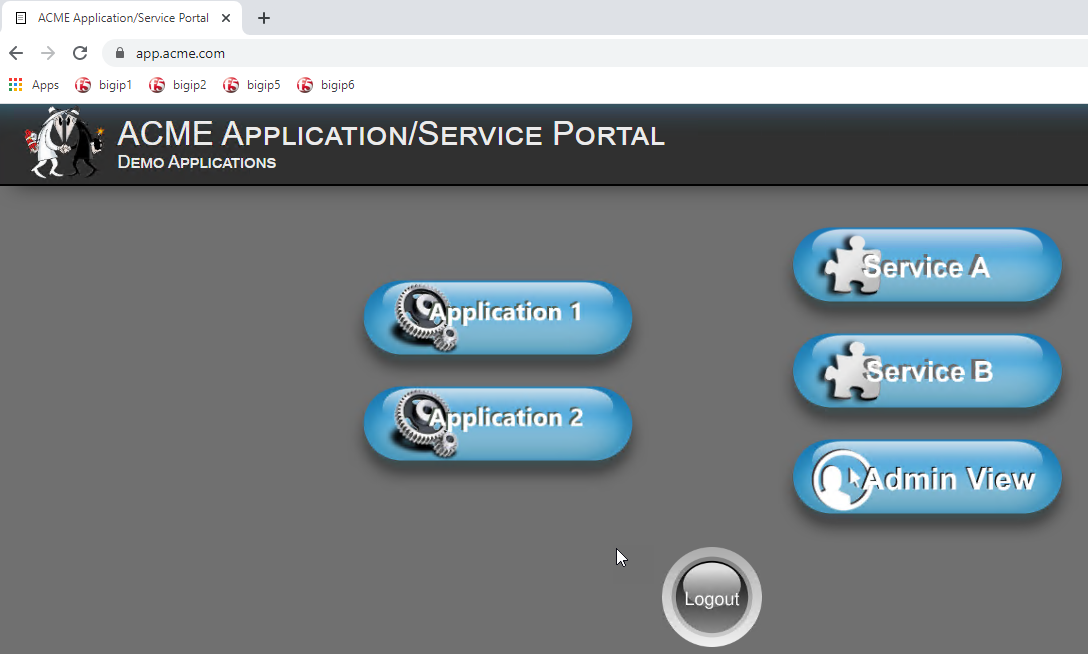 ACME Application/Service Portal
app.acme.com
Apps bigip1 bigip2 bigip5 bigip6
ACME Application/Service Portal
Demo Applications
Service A
Application 1
Service B
Application 2
Admin View
Logout